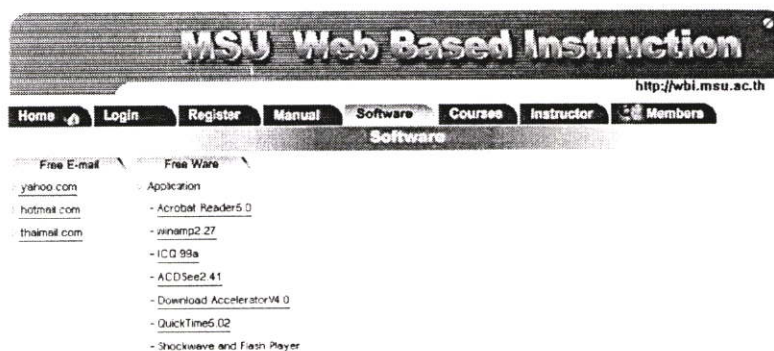 MSU Web Based Instruction
http://wbi.msu.ac.th
Home Login Register Manual Software Courses Instructor Members
Software
Free E-mail Free Ware
yahoo.com Application
hotmail.com - Acrobat Reader5.0
thaimail.com - winamp2.27
- ICQ 99a
- ACDSee2.41
- Download AcceleratorV4.0
- QuickTime5.02
- Shockwave and Flash Player